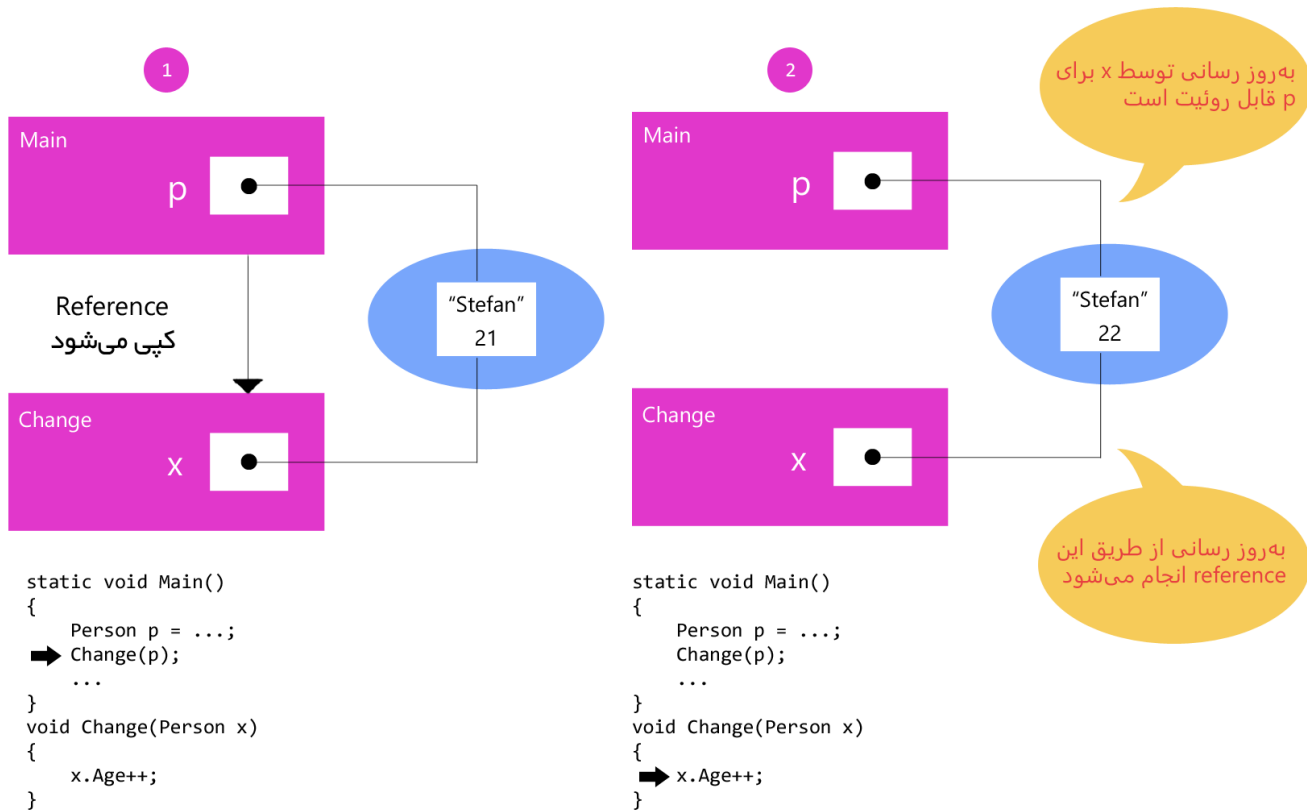 1
Main
p
Reference
کپی می‌شود
“Stefan”
21
Change
x
static void Main()
{
    Person p = ...;
    Change(p);
    ...
}
void Change(Person x)
{
    x.Age++;
}
2
به‌روز رسانی توسط x برای
p قابل روئیت است
Main
p
“Stefan”
22
Change
x
به‌روز رسانی از طریق این
reference انجام می‌شود
static void Main()
{
    Person p = ...;
    Change(p);
    ...
}
void Change(Person x)
{
    x.Age++;
}